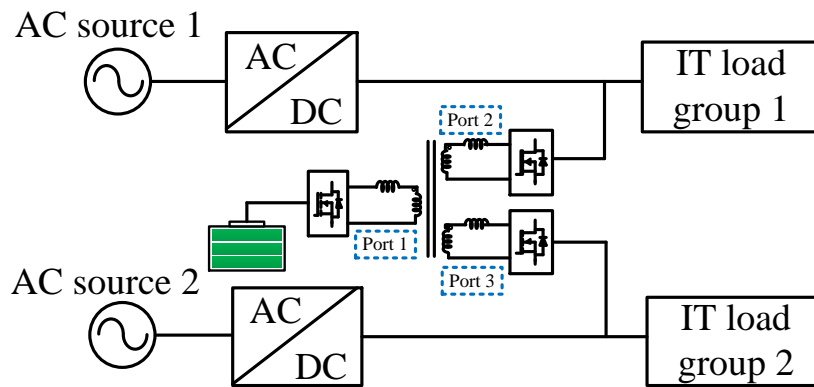 AC source 1
AC
DC
IT load
group 1
Port 2
Port 1
Port 3
AC source 2
AC
DC
IT load
group 2